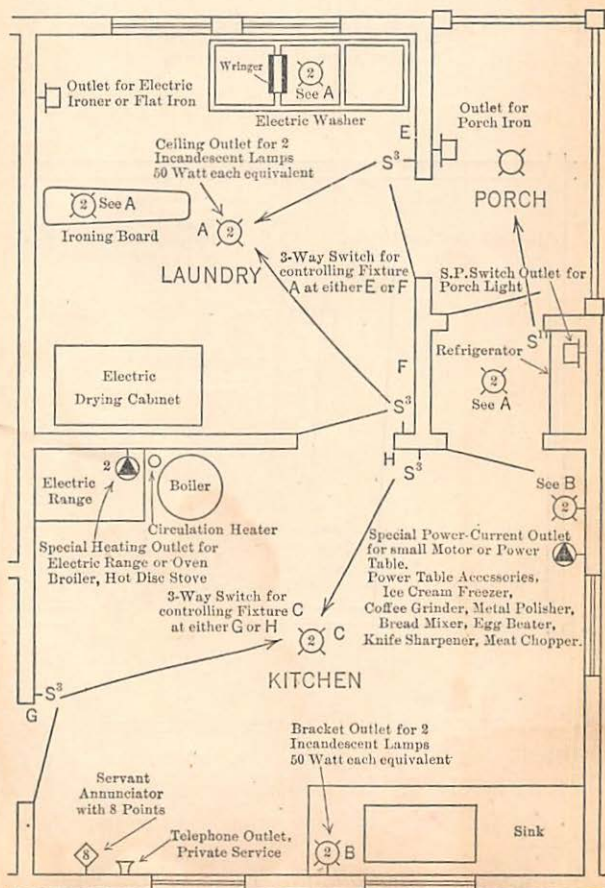 Wringer
2
See A
Electric Washer
Outlet for Electric
Ironer or Flat Iron
E
Outlet for
Porch Iron
Ceiling Outlet for 2
Incandescent Lamps
50 Watt each equivalent
S3
PORCH
2
See A
Ironing Board
A
2
LAUNDRY
3-Way Switch for
controlling Fixture
A at either E or F
S.P. Switch Outlet for
Porch Light
S11
Refrigerator
2
See A
Electric
Drying Cabinet
F
S3
H
S3
2
Electric
Range
Boiler
Circulation Heater
See B
2
Special Heating Outlet for
Electric Range or Oven
Broiler, Hot Disc Stove
Special Power-Current Outlet
for small Motor or Power
Table.
Power Table Accessories,
Ice Cream Freezer,
Coffee Grinder, Metal Polisher,
Bread Mixer, Egg Beater,
Knife Sharpener, Meat Chopper.
3-Way Switch for
controlling Fixture C
at either G or H
2
C
KITCHEN
S3
G
Bracket Outlet for 2
Incandescent Lamps
50 Watt each equivalent
Servant
Annunciator
with 8 Points
8
Telephone Outlet,
Private Service
2
B
Sink